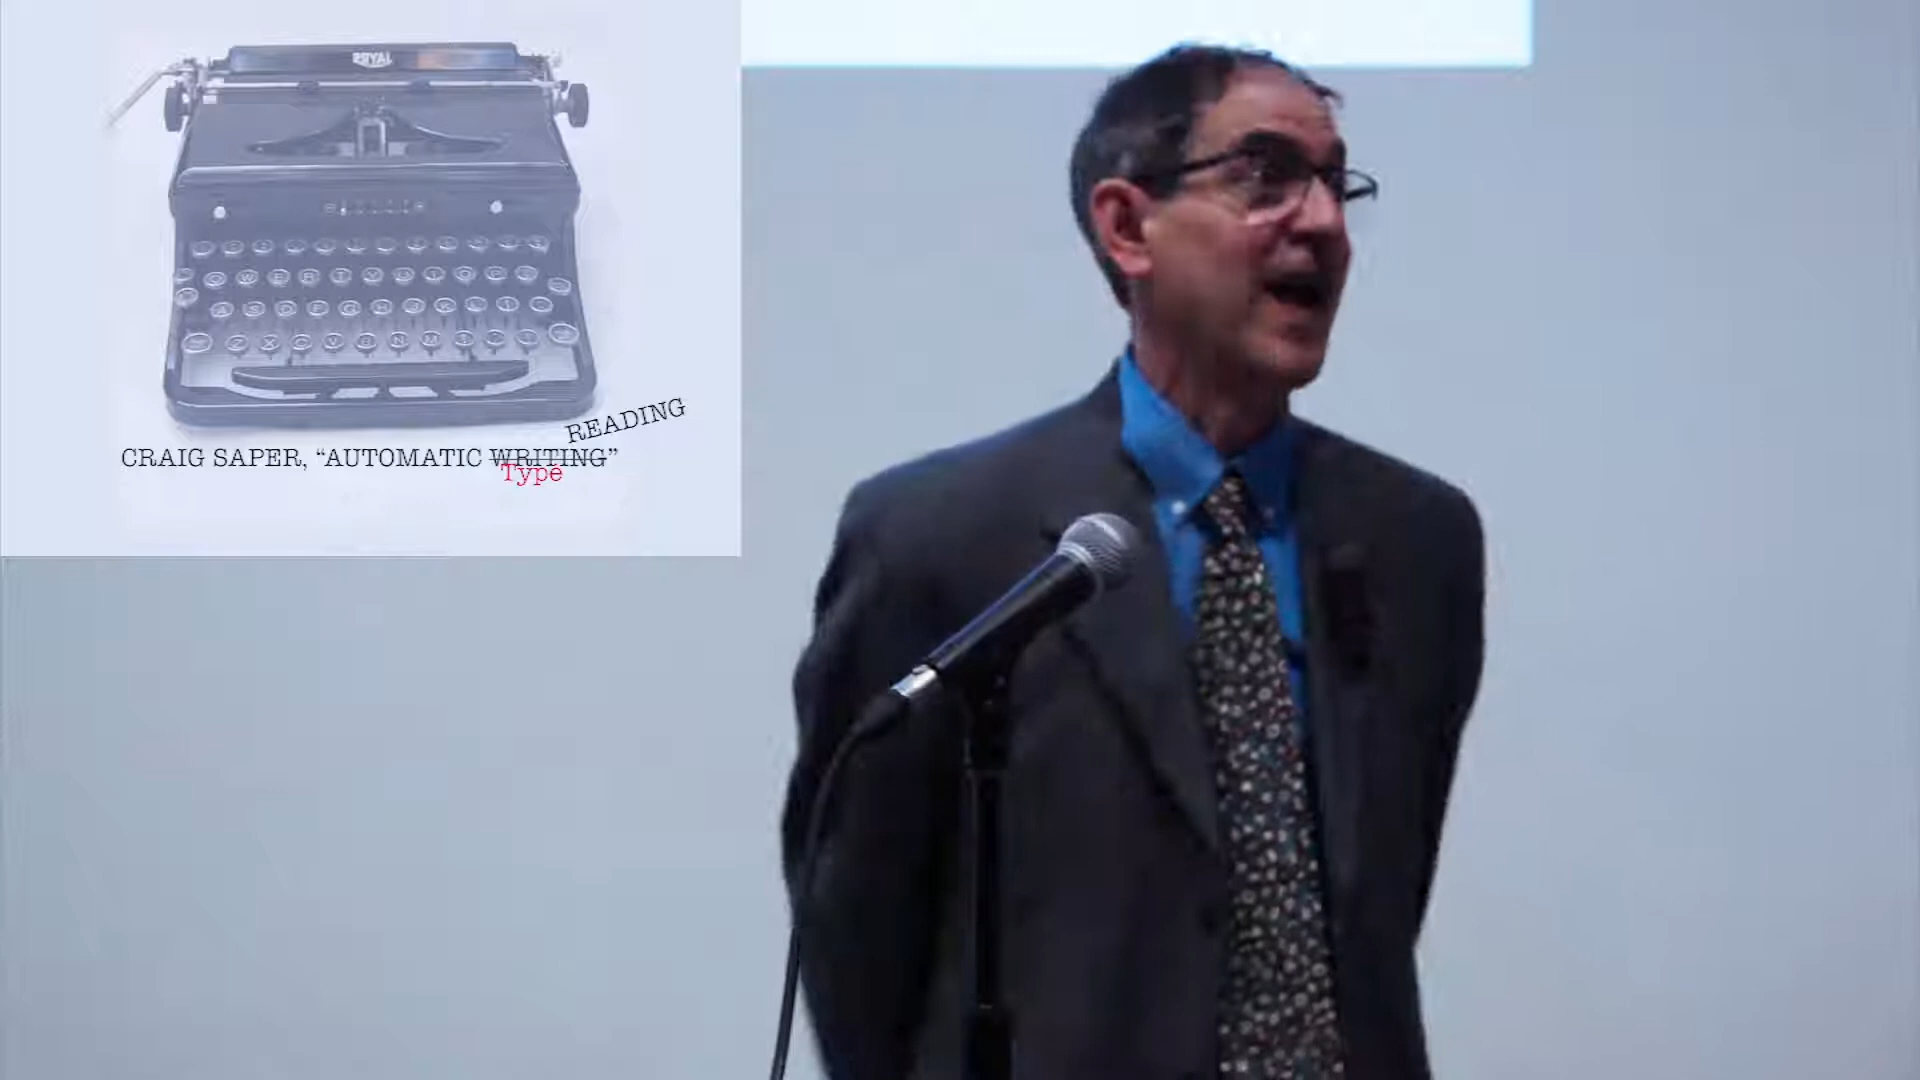 ROYAL
Q W E R T Y U I O P
A S D F G H J K L
Z X C V B N M
READING
CRAIG SAPER, “AUTOMATIC WRITING”
Type